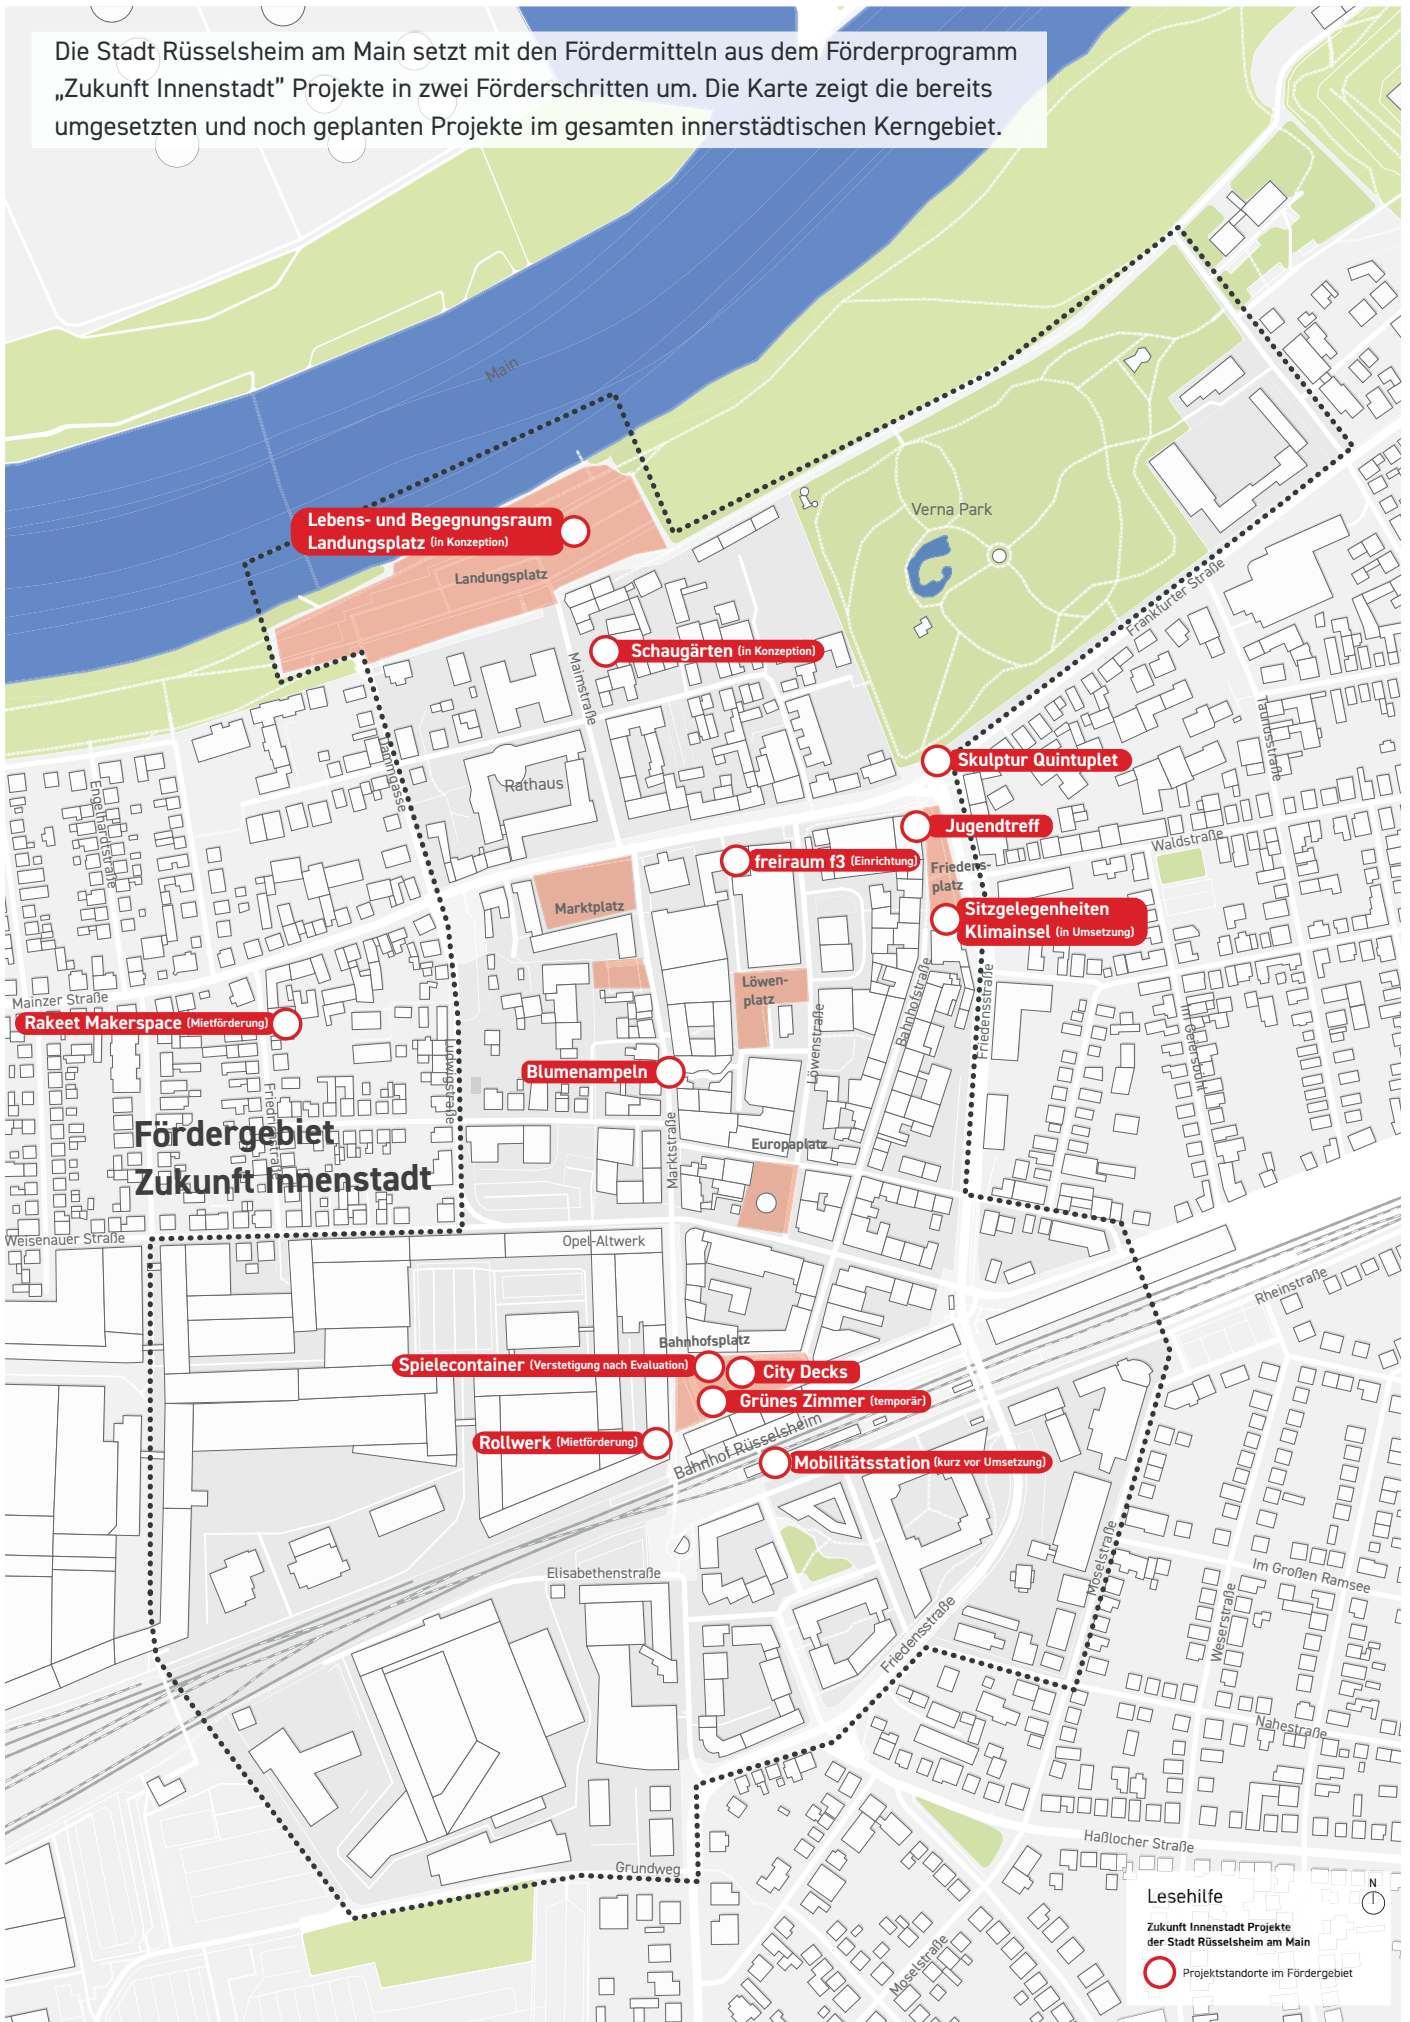 Die Stadt Rüsselsheim am Main setzt mit den Fördermitteln aus dem Förderprogramm
„Zukunft Innenstadt” Projekte in zwei Förderschritten um. Die Karte zeigt die bereits
umgesetzten und noch geplanten Projekte im gesamten innerstädtischen Kerngebiet.
Main
Lebens- und Begegnungsraum
Landungsplatz (in Konzeption)
Landungsplatz
Verna Park
Frankfurter Straße
Schaugärten (in Konzeption)
Mainstraße
Taunusstraße
Dammgasse
Skulptur Quintuplet
Rathaus
Engelhardtstraße
Jugendtreff
Waldstraße
freiraum f3 (Einrichtung)
Friedens-
platz
Marktplatz
Sitzgelegenheiten
Klimainsel (in Umsetzung)
Löwen-
platz
Bahnhofstraße
Friedensstraße
Mainzer Straße
Rakeet Makerspace (Mietförderung)
Löwenstraße
Im Geiersbühl
Ludwigstraße
Blumenampeln
Friedrichstraße
Fördergebiet
Zukunft Innenstadt
Marktstraße
Europaplatz
Weisenauer Straße
Opel-Altwerk
Rheinstraße
Bahnhofsplatz
Spielecontainer (Verstetigung nach Evaluation)
City Decks
Grünes Zimmer (temporär)
Rollwerk (Mietförderung)
Bahnhof Rüsselsheim
Mobilitätsstation (kurz vor Umsetzung)
Elisabethenstraße
Moselstraße
Im Großen Ramsee
Weserstraße
Friedensstraße
Nahestraße
Haßlocher Straße
Grundweg
Moselstraße
N
Lesehilfe
Zukunft Innenstadt Projekte
der Stadt Rüsselsheim am Main
Projektstandorte im Fördergebiet